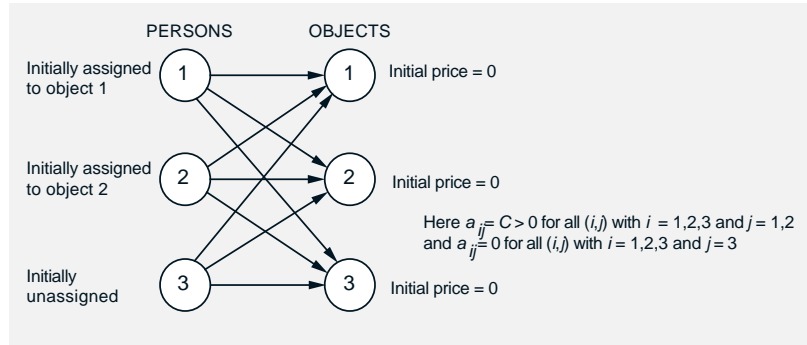 PERSONS OBJECTS
Initially assigned
to object 1
1
1
Initial price = 0
Initially assigned
to object 2
2
2
Initial price = 0
Here a ij = C > 0 for all (i,j) with i = 1,2,3 and j = 1,2
and a ij = 0 for all (i,j) with i = 1,2,3 and j = 3
Initially
unassigned
3
3
Initial price = 0